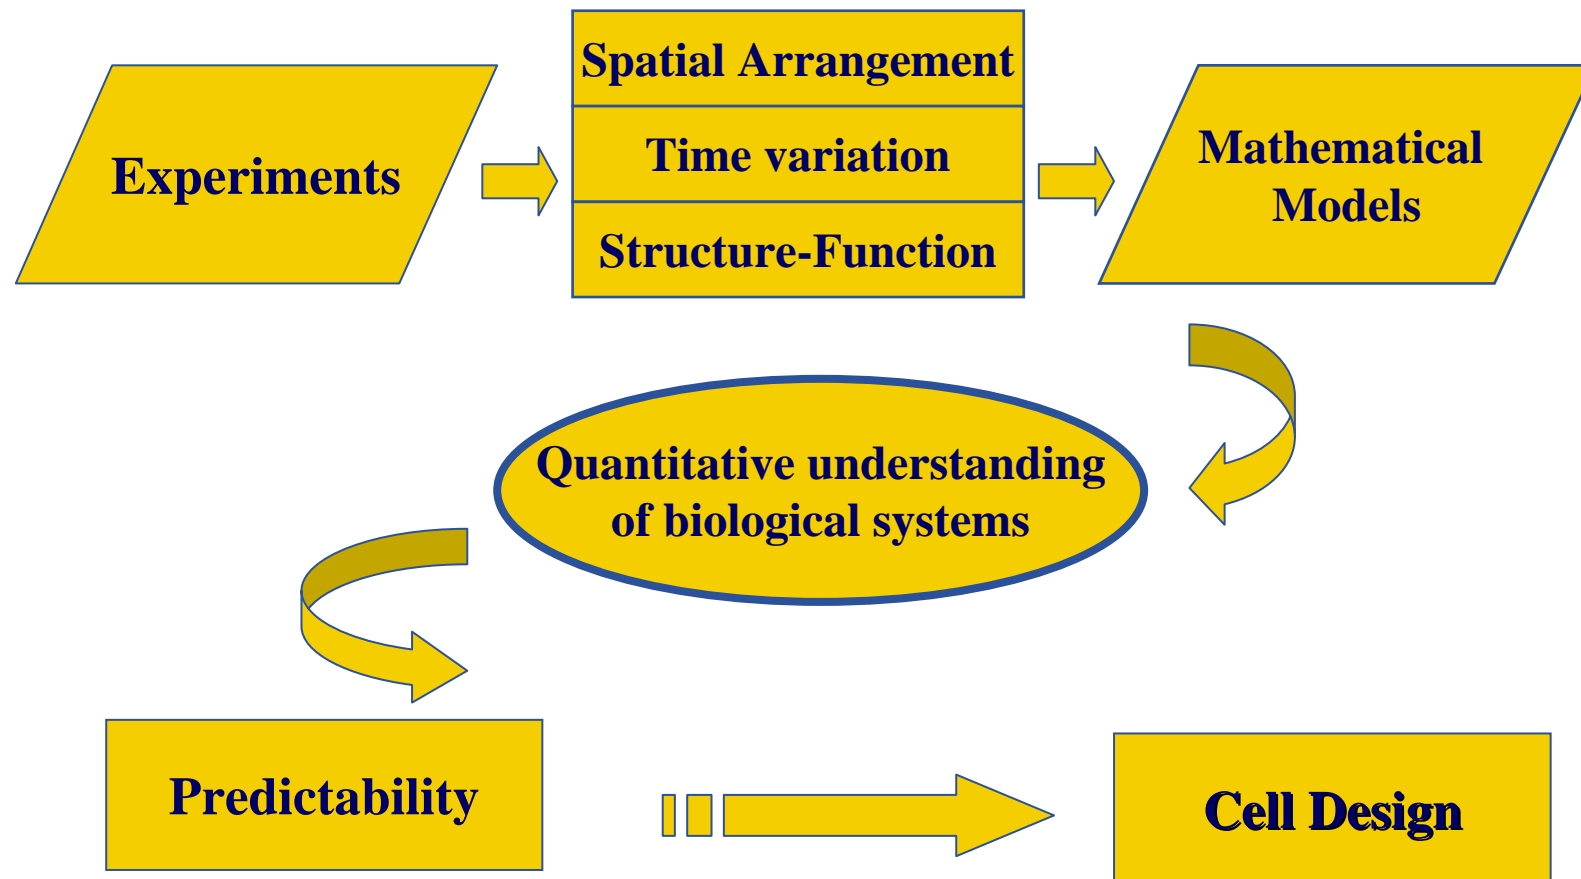 Experiments
Spatial Arrangement
Time variation
Structure-Function
Mathematical
Models
Quantitative understanding
of biological systems
Predictability
Cell Design